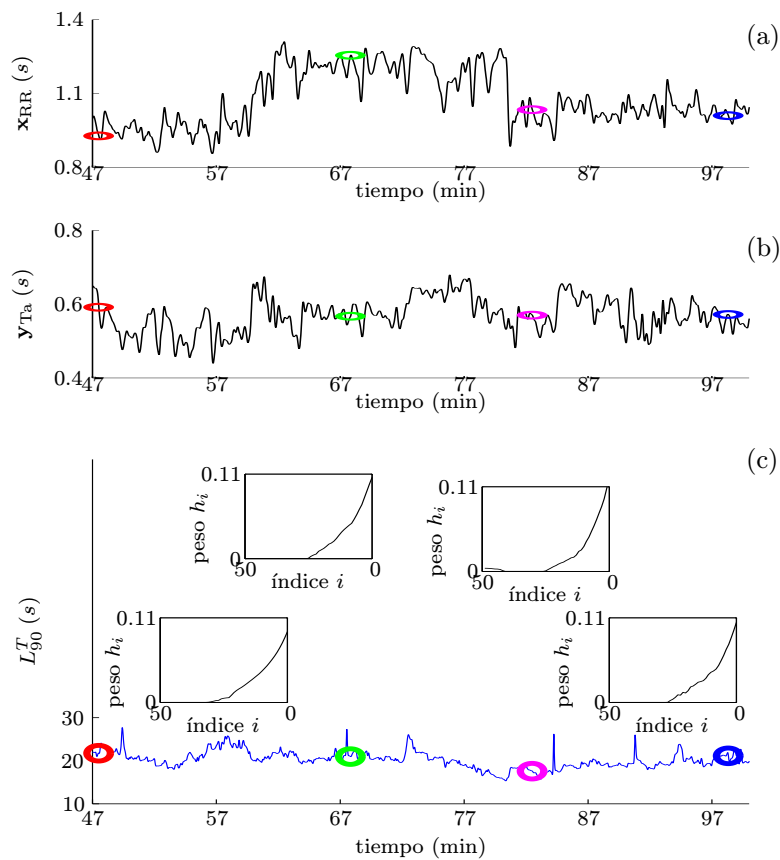 1.4
(a)
x_RR (s)
1.1
0.8
47 57 67 77 87 97
tiempo (min)
0.8
(b)
y_Ta (s)
0.6
0.4
47 57 67 77 87 97
tiempo (min)
(c)
0.11
peso h_i
0
50 0
índice i
0.11
peso h_i
0
50 0
índice i
0.11
peso h_i
0
50 0
índice i
0.11
peso h_i
0
50 0
índice i
L^T_90 (s)
30
20
10
47 57 67 77 87 97
tiempo (min)